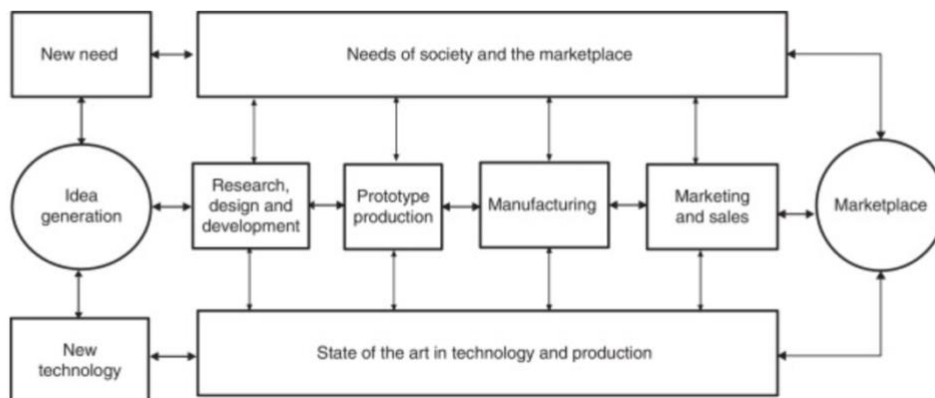 New need
Needs of society and the marketplace
Idea
generation
Research,
design and
development
Prototype
production
Manufacturing
Marketing
and sales
Marketplace
New
technology
State of the art in technology and production